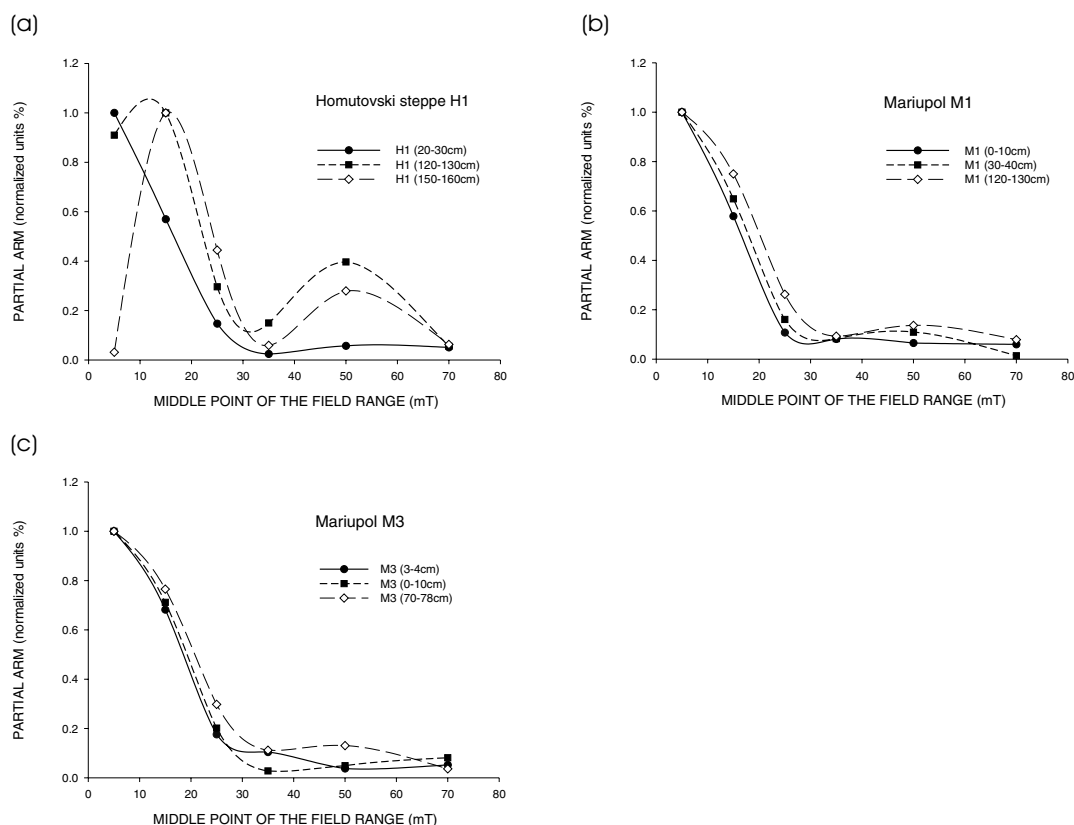 (a)
1.2
1.0
0.8
0.6
0.4
0.2
0.0
PARTIAL ARM (normalized units %)
Homutovski steppe H1
H1 (20-30cm)
H1 (120-130cm)
H1 (150-160cm)
0 10 20 30 40 50 60 70 80
MIDDLE POINT OF THE FIELD RANGE (mT)
(b)
1.2
1.0
0.8
0.6
0.4
0.2
0.0
PARTIAL ARM (normalized units %)
Mariupol M1
M1 (0-10cm)
M1 (30-40cm)
M1 (120-130cm)
0 10 20 30 40 50 60 70 80
MIDDLE POINT OF THE FIELD RANGE (mT)
(c)
1.2
1.0
0.8
0.6
0.4
0.2
0.0
PARTIAL ARM (normalized units %)
Mariupol M3
M3 (3-4cm)
M3 (0-10cm)
M3 (70-78cm)
0 10 20 30 40 50 60 70 80
MIDDLE POINT OF THE FIELD RANGE (mT)